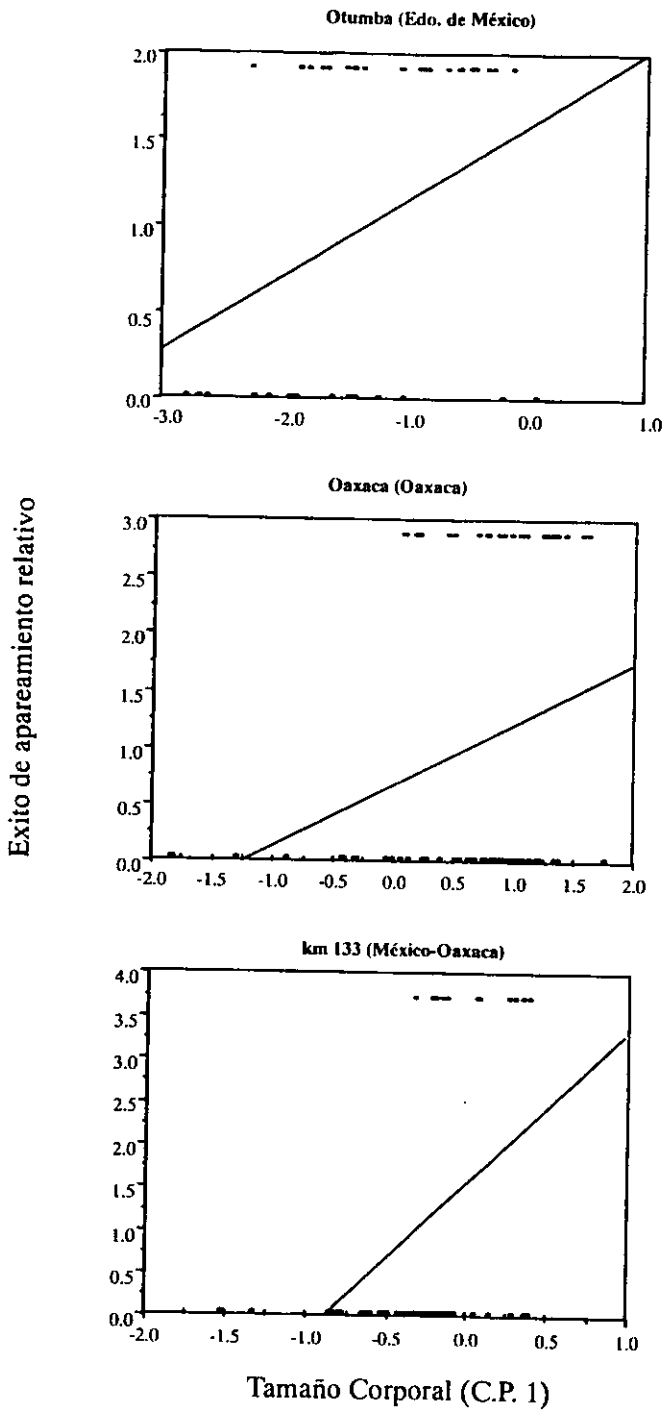 Otumba (Edo. de México)
2.0
1.5
1.0
0.5
0.0
-3.0 -2.0 -1.0 0.0 1.0
Exito de apareamiento relativo
Oaxaca (Oaxaca)
3.0
2.5
2.0
1.5
1.0
0.5
0.0
-2.0 -1.5 -1.0 -0.5 0.0 0.5 1.0 1.5 2.0
km 133 (México-Oaxaca)
4.0
3.5
3.0
2.5
2.0
1.5
1.0
0.5
0.0
-2.0 -1.5 -1.0 -0.5 0.0 0.5 1.0
Tamaño Corporal (C.P. 1)